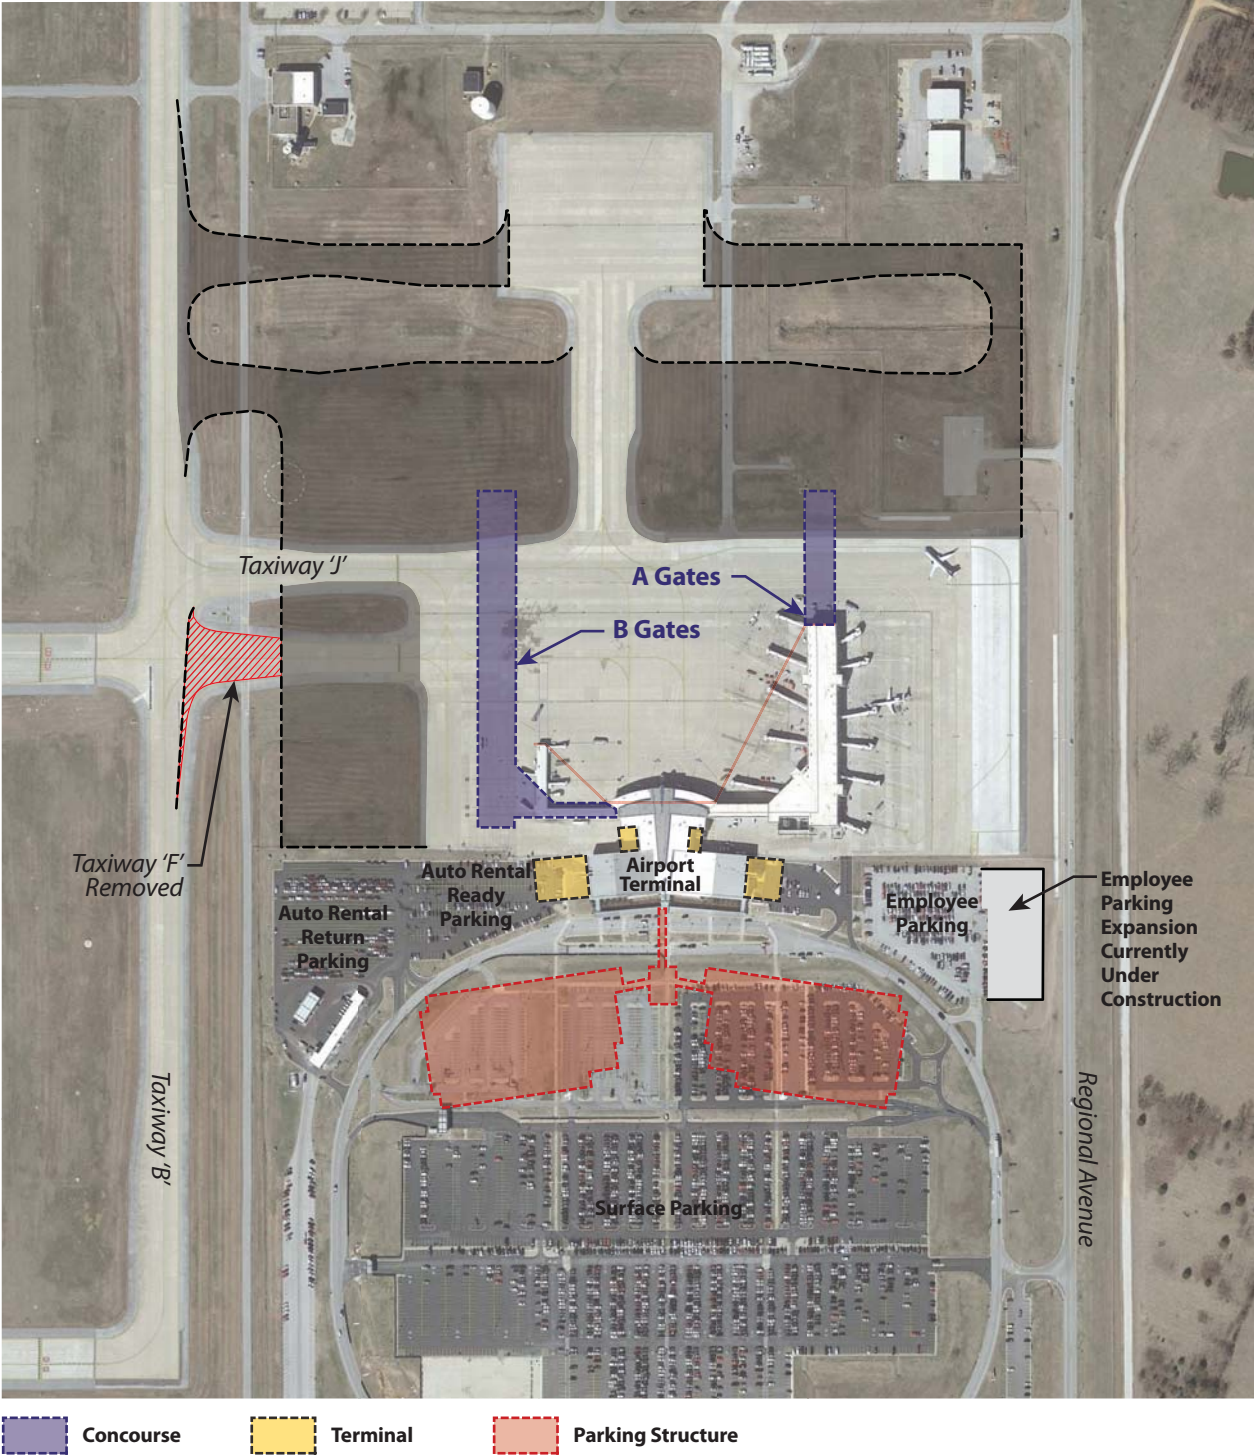 Taxiway ‘J’
A Gates
B Gates
Taxiway ‘F’
Removed
Auto Rental
Ready
Parking
Airport
Terminal
Auto Rental
Return
Parking
Employee
Parking
Employee
Parking
Expansion
Currently
Under
Construction
Taxiway ‘B’
Regional Avenue
Surface Parking
Concourse
Terminal
Parking Structure